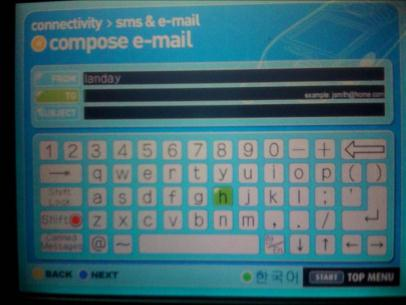 connectivity > sms & e-mail
compose e-mail
FROM landay
TO example: jsmith@home.com
SUBJECT
1 2 3 4 5 6 7 8 9 0 - +
q w e r t y u i o p ( )
Shift Lock a s d f g h j k l ; '
Shift z x c v b n m , . /
Canned Messages @ ~
BACK NEXT 한국어 START TOP MENU